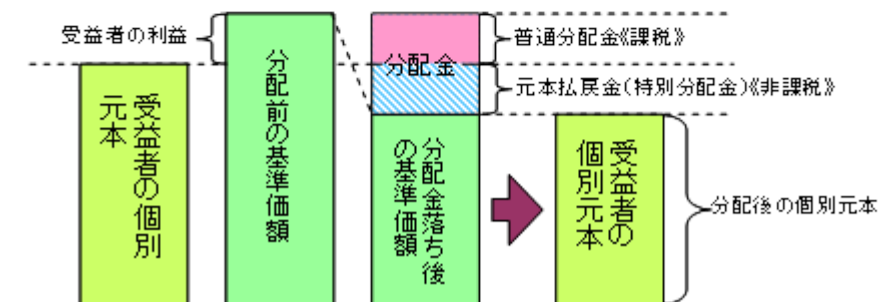 受益者の利益
受益者の個別
元本
分配前の基準価額
分配金
分配金落ち後
の基準価額
普通分配金《課税》
元本払戻金(特別分配金)《非課税》
受益者の
個別元本
分配後の個別元本